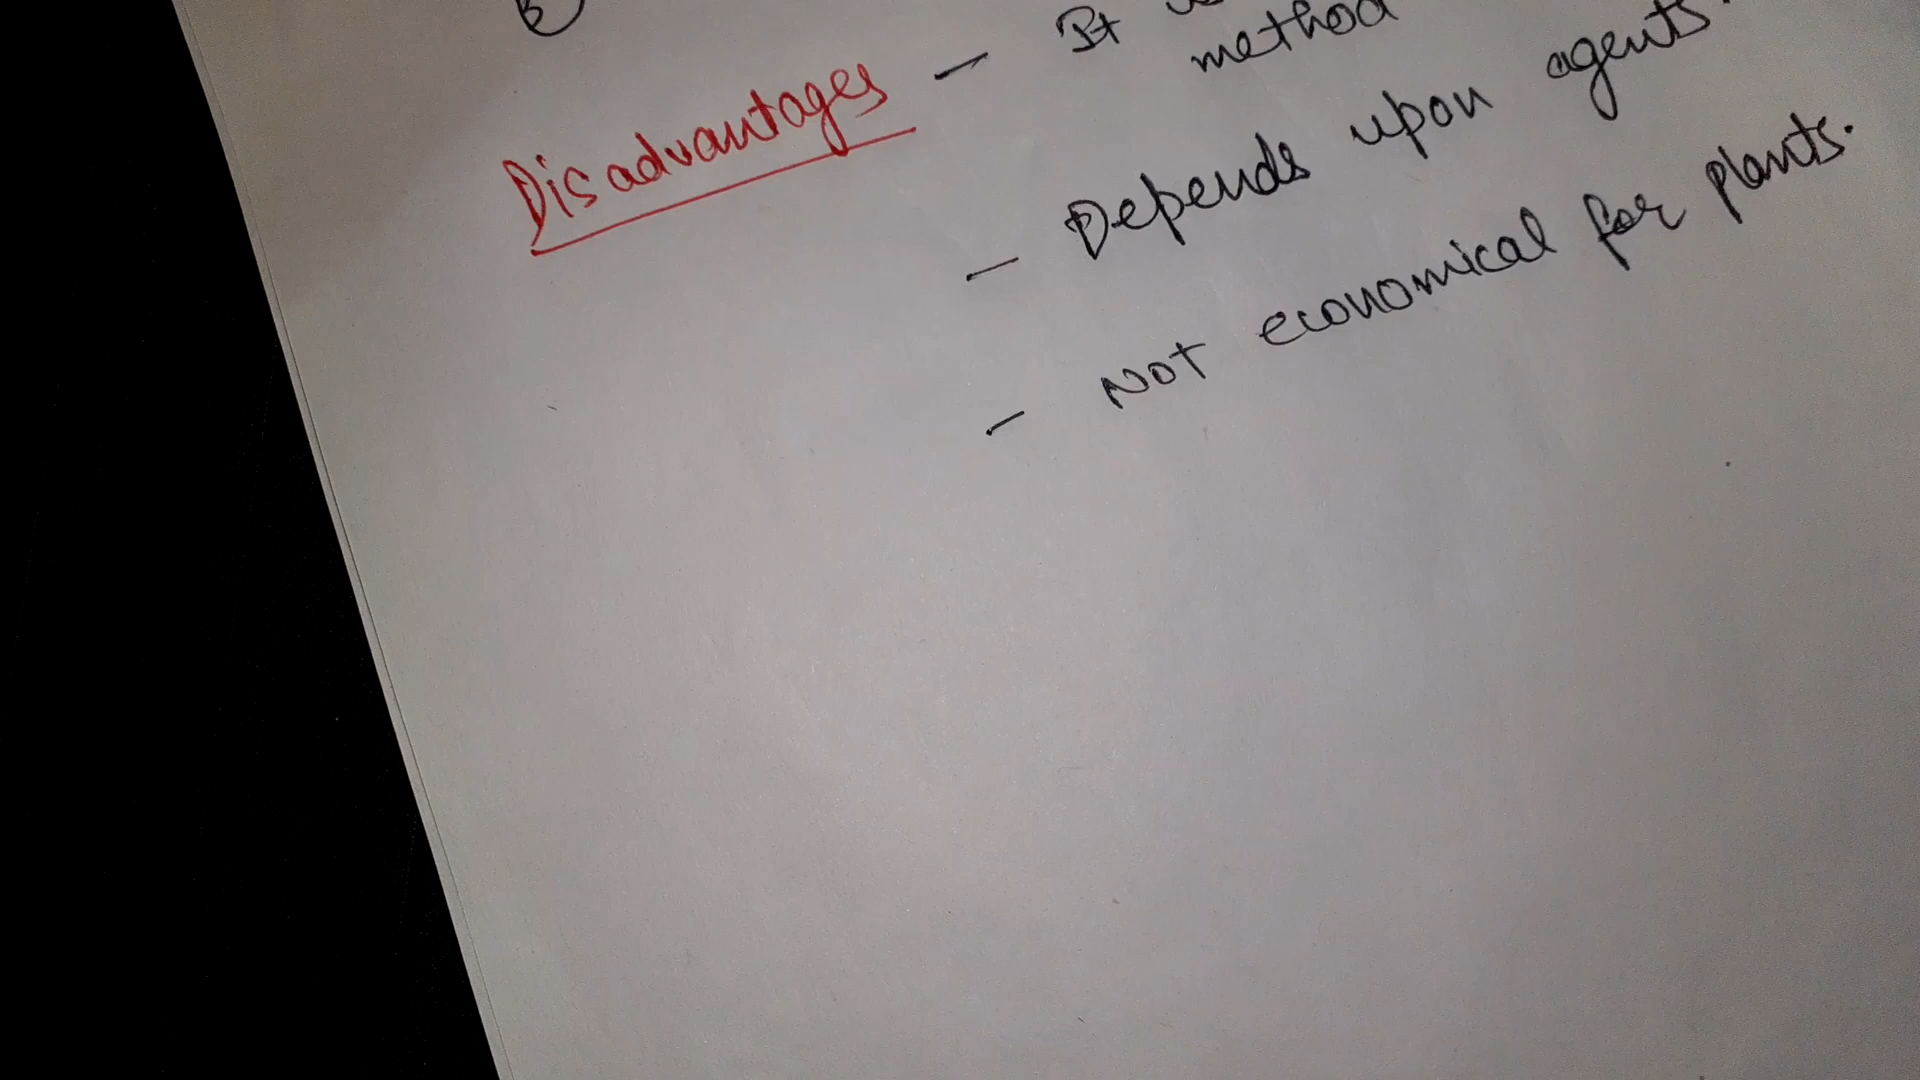 Disadvantages - It
method
- Depends upon agents.
- Not economical for plants.